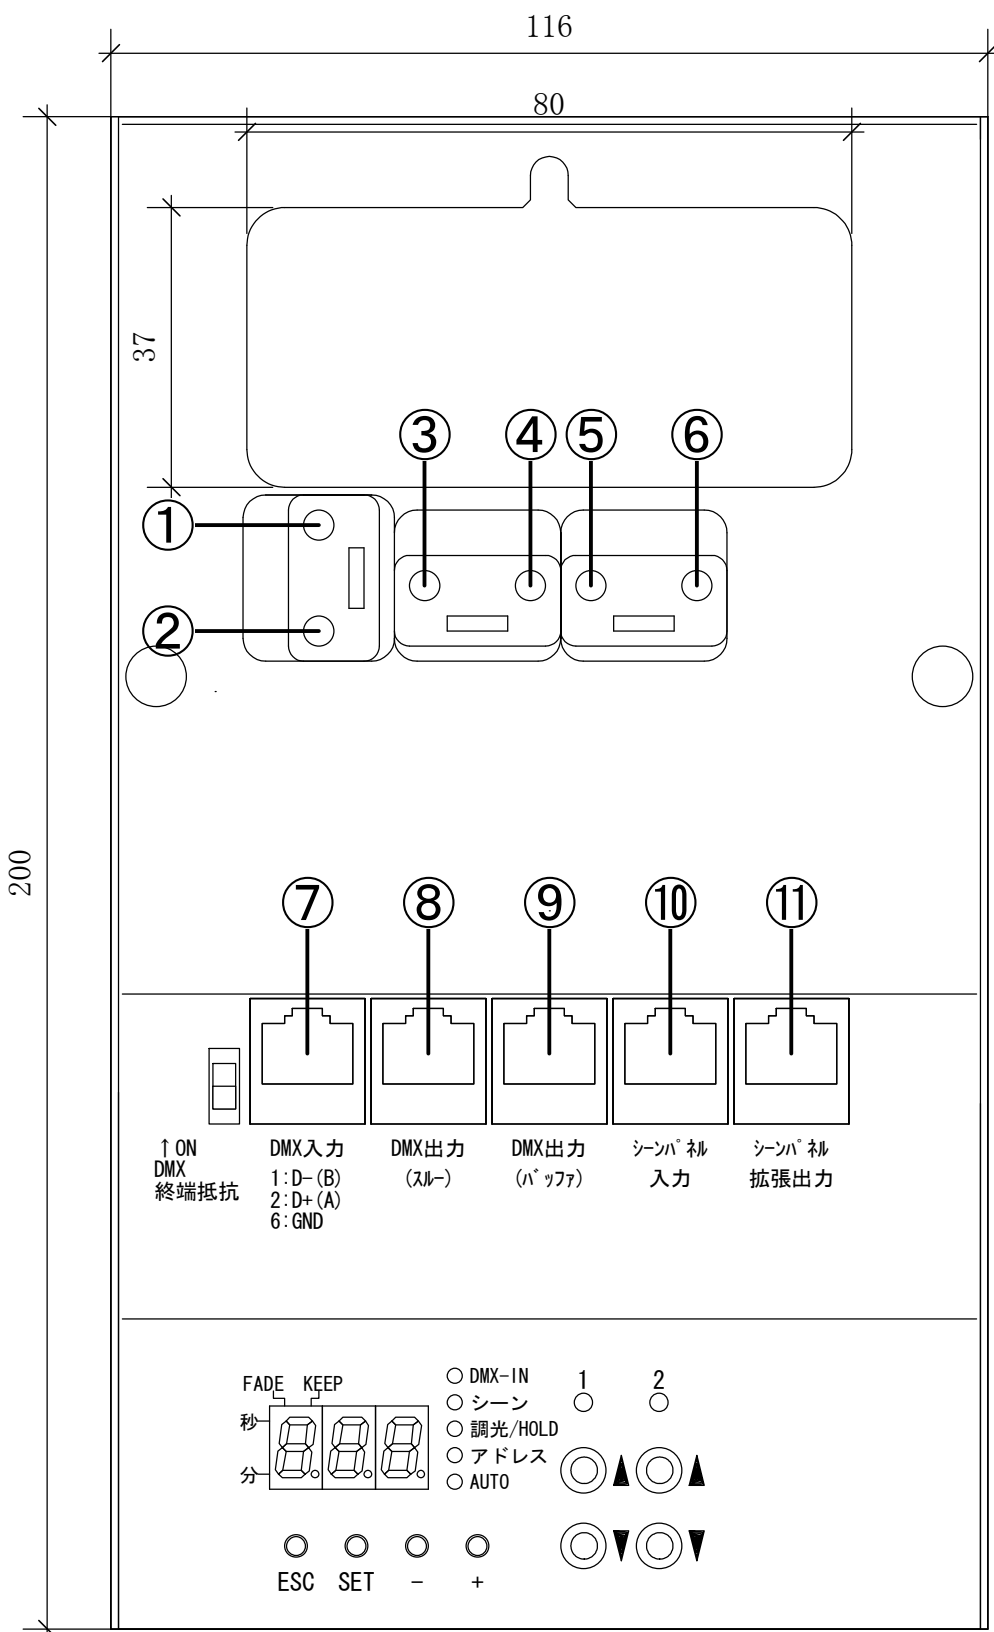 116
80
37
③ ④ ⑤ ⑥
①
②
200
⑦ ⑧ ⑨ ⑩ ⑪
↑ON
DMX
終端抵抗
DMX入力
1:D-(B)
2:D+(A)
6:GND
DMX出力
(ｽﾙｰ)
DMX出力
(ﾊﾞｯﾌｧ)
ｼｰﾝﾊﾟﾈﾙ
入力
ｼｰﾝﾊﾟﾈﾙ
拡張出力
FADE KEEP
秒
分
8.8.8.
DMX-IN
シーン
調光/HOLD
アドレス
AUTO
1 2
▲ ▲
▼ ▼
ESC SET - +